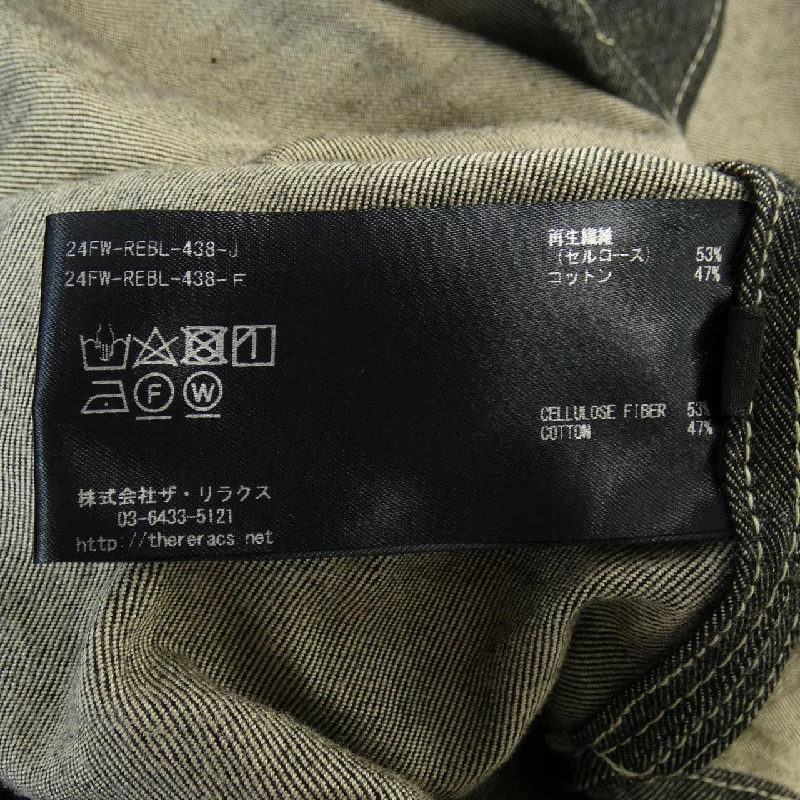 24FW-REBL-438-J
24FW-REBL-438-F
再生繊維
(セルロース) 53%
コットン 47%
F W
CELLULOSE FIBER 53%
COTTON 47%
株式会社ザ・リラクス
03-6433-5121
http://thereracs.net